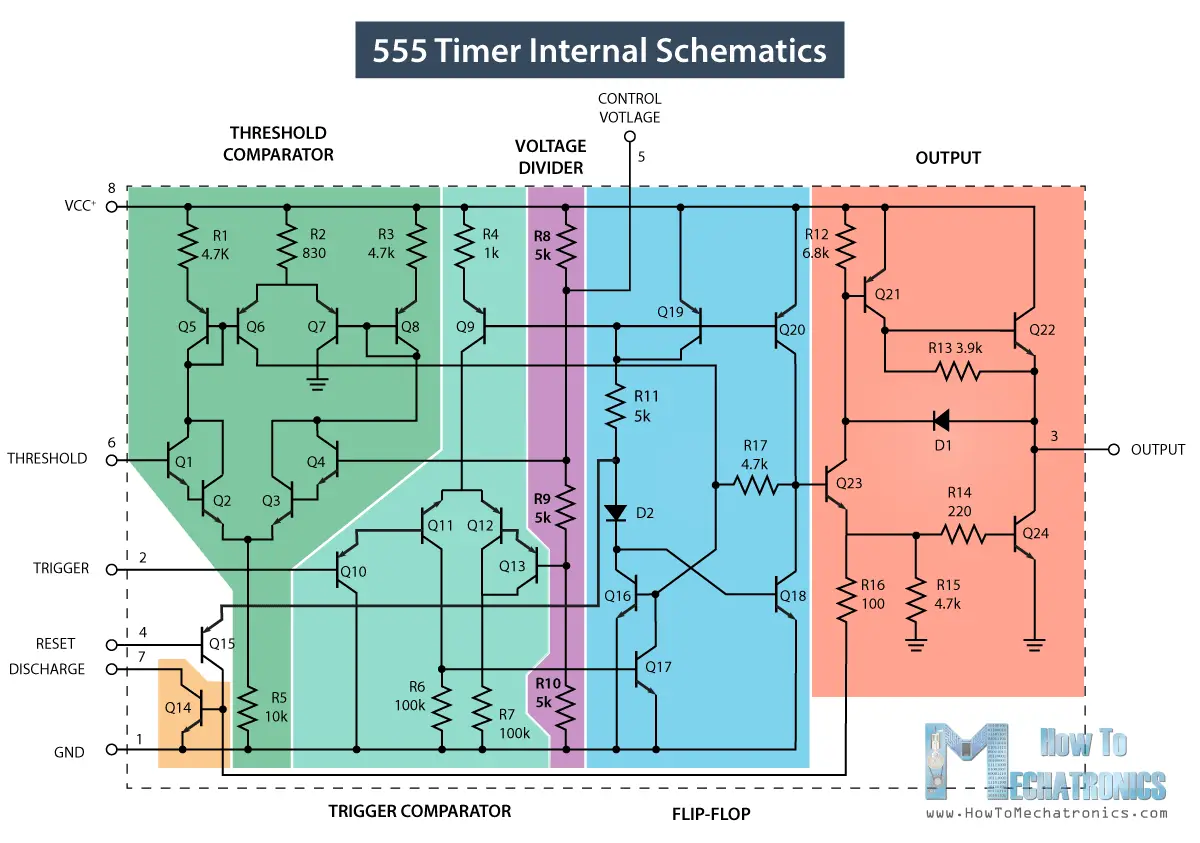 555 Timer Internal Schematics
CONTROL
VOTLAGE
5
THRESHOLD
COMPARATOR
VOLTAGE
DIVIDER
OUTPUT
8
VCC+
R1
4.7K
R2
830
R3
4.7k
R4
1k
R8
5k
R12
6.8k
Q5
Q6
Q7
Q8
Q9
Q19
Q20
Q21
Q22
R13 3.9k
R11
5k
D1
6
THRESHOLD
Q1
Q4
R17
4.7k
3
OUTPUT
Q2
Q3
R9
5k
Q23
R14
220
Q11
Q12
D2
Q24
2
TRIGGER
Q10
Q13
Q16
Q18
R16
100
R15
4.7k
4
RESET
Q15
7
DISCHARGE
Q17
Q14
R5
10k
R6
100k
R7
100k
R10
5k
1
GND
TRIGGER COMPARATOR
FLIP-FLOP
How To
Mechatronics
www.HowToMechatronics.com